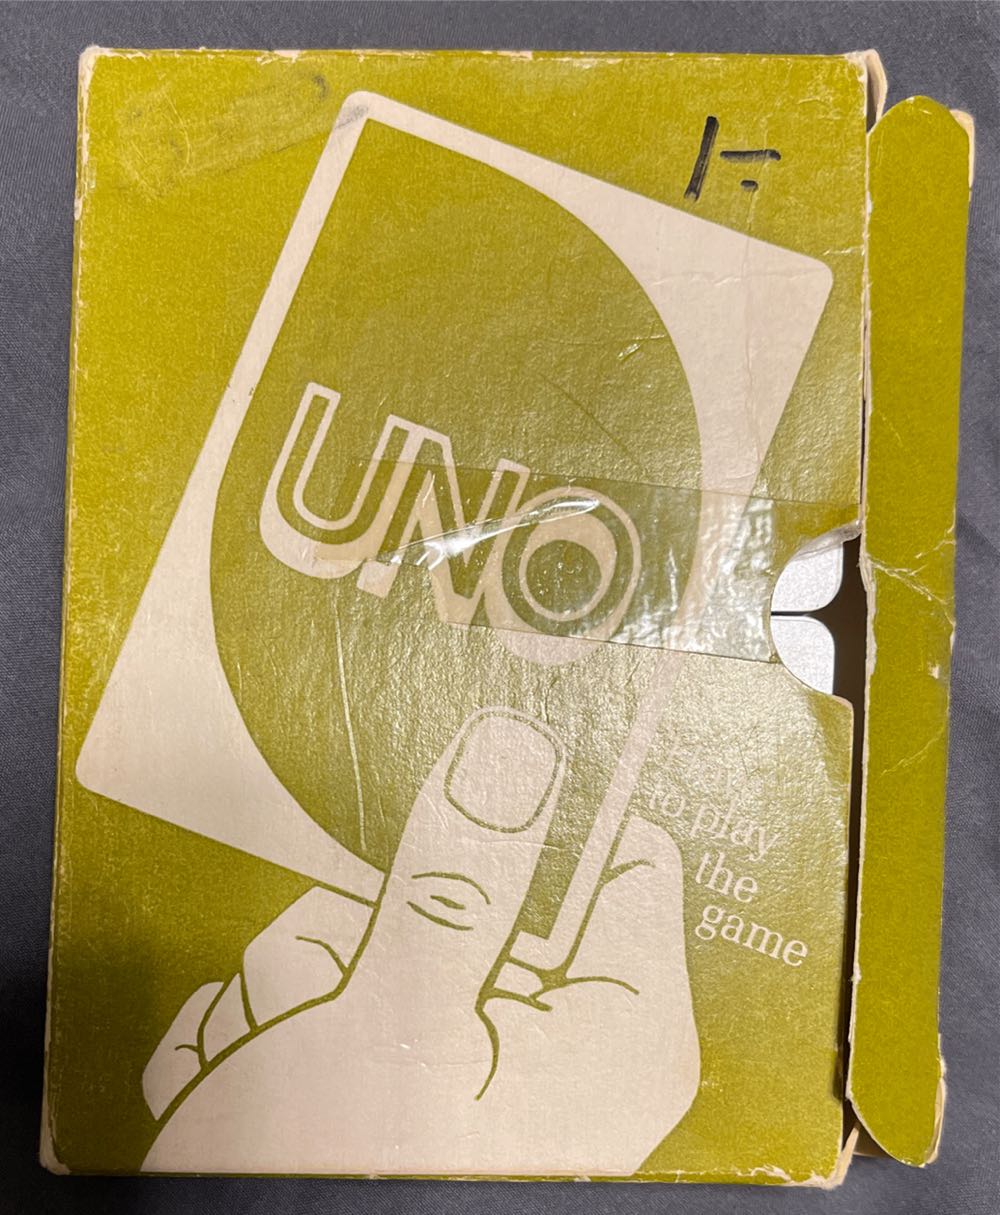 1-
UNO
to play
the
game